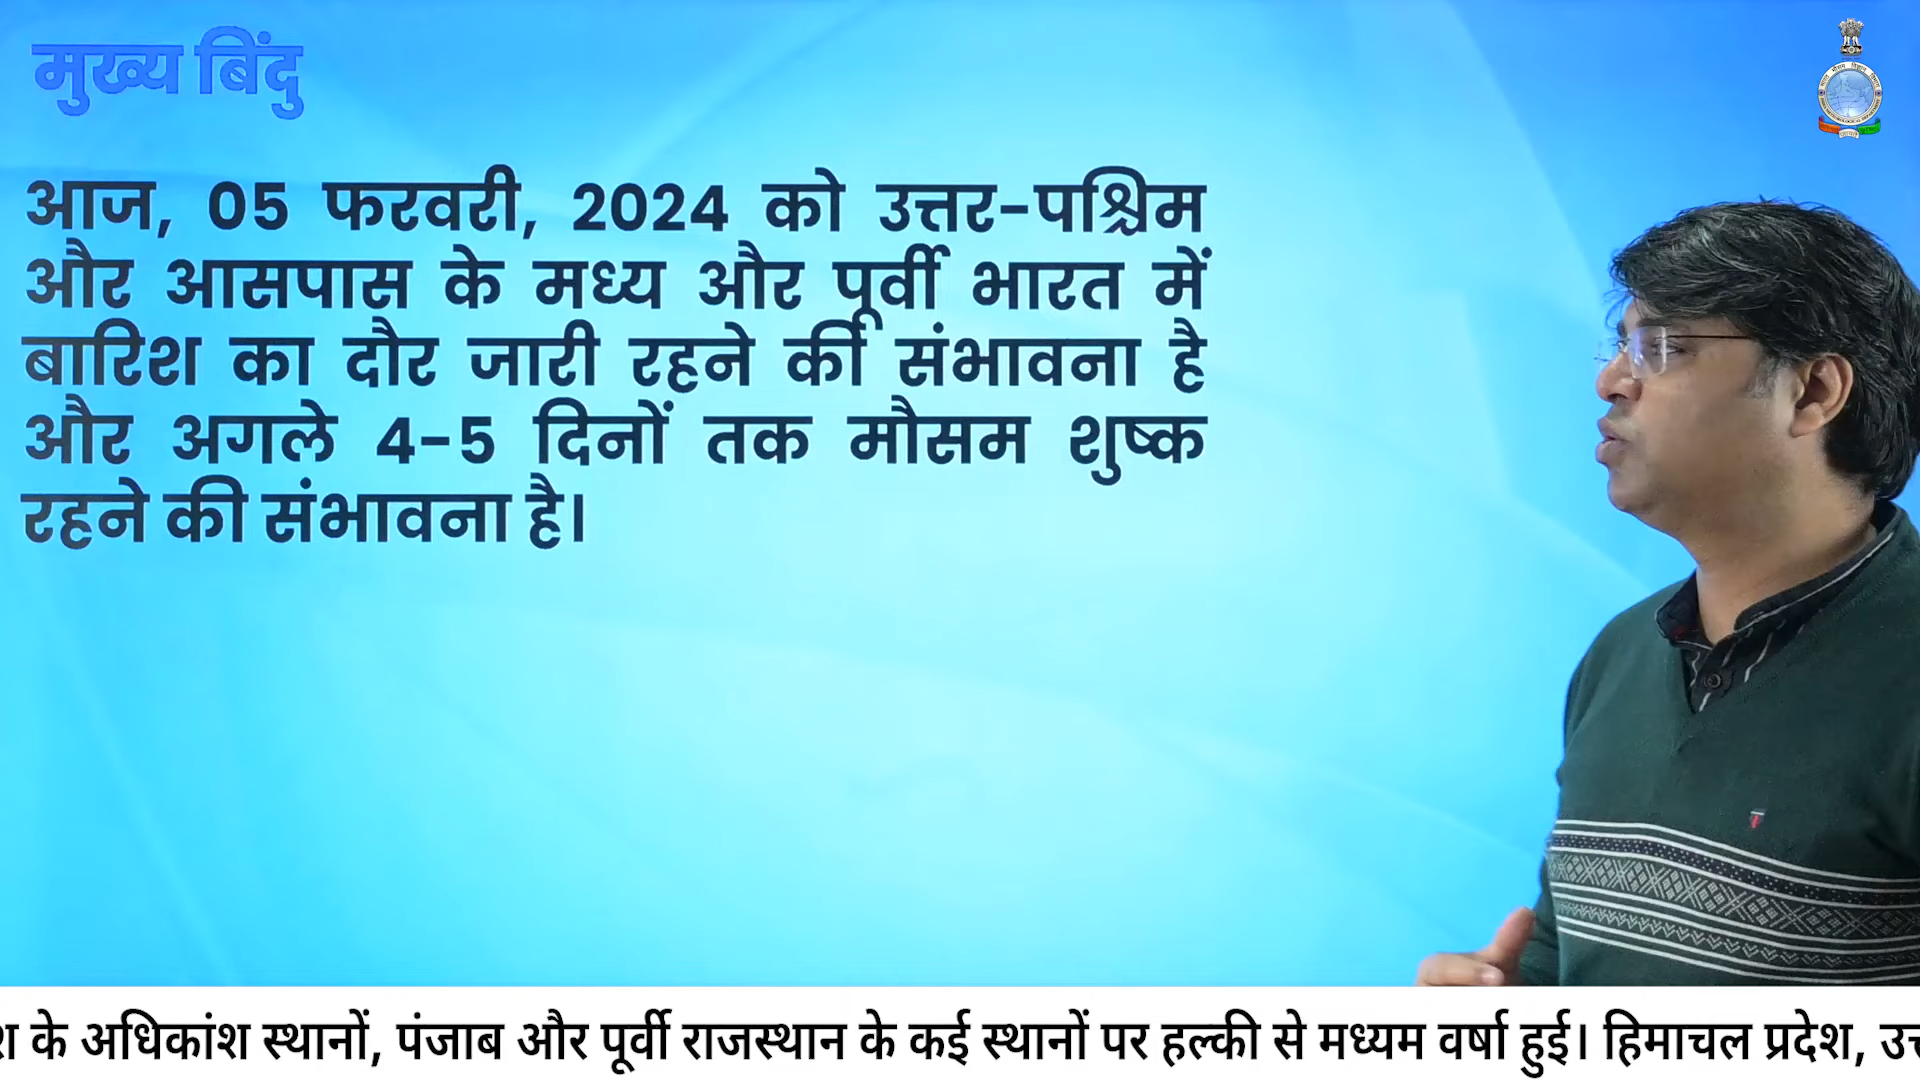 मुख्य बिंदु
आज, 05 फरवरी, 2024 को उत्तर-पश्चिम
और आसपास के मध्य और पूर्वी भारत में
बारिश का दौर जारी रहने की संभावना है
और अगले 4-5 दिनों तक मौसम शुष्क
रहने की संभावना है।
के अधिकांश स्थानों, पंजाब और पूर्वी राजस्थान के कई स्थानों पर हल्की से मध्यम वर्षा हुई। हिमाचल प्रदेश,